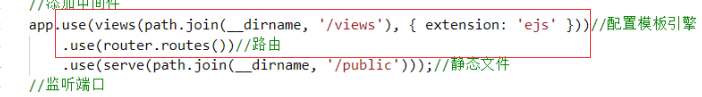 //添加中间件
app.use(views(path.join(__dirname, '/views'), { extension: 'ejs' }))//配置模板引擎
.use(router.routes())//路由
.use(serve(path.join(__dirname, '/public')));//静态文件
//监听端口